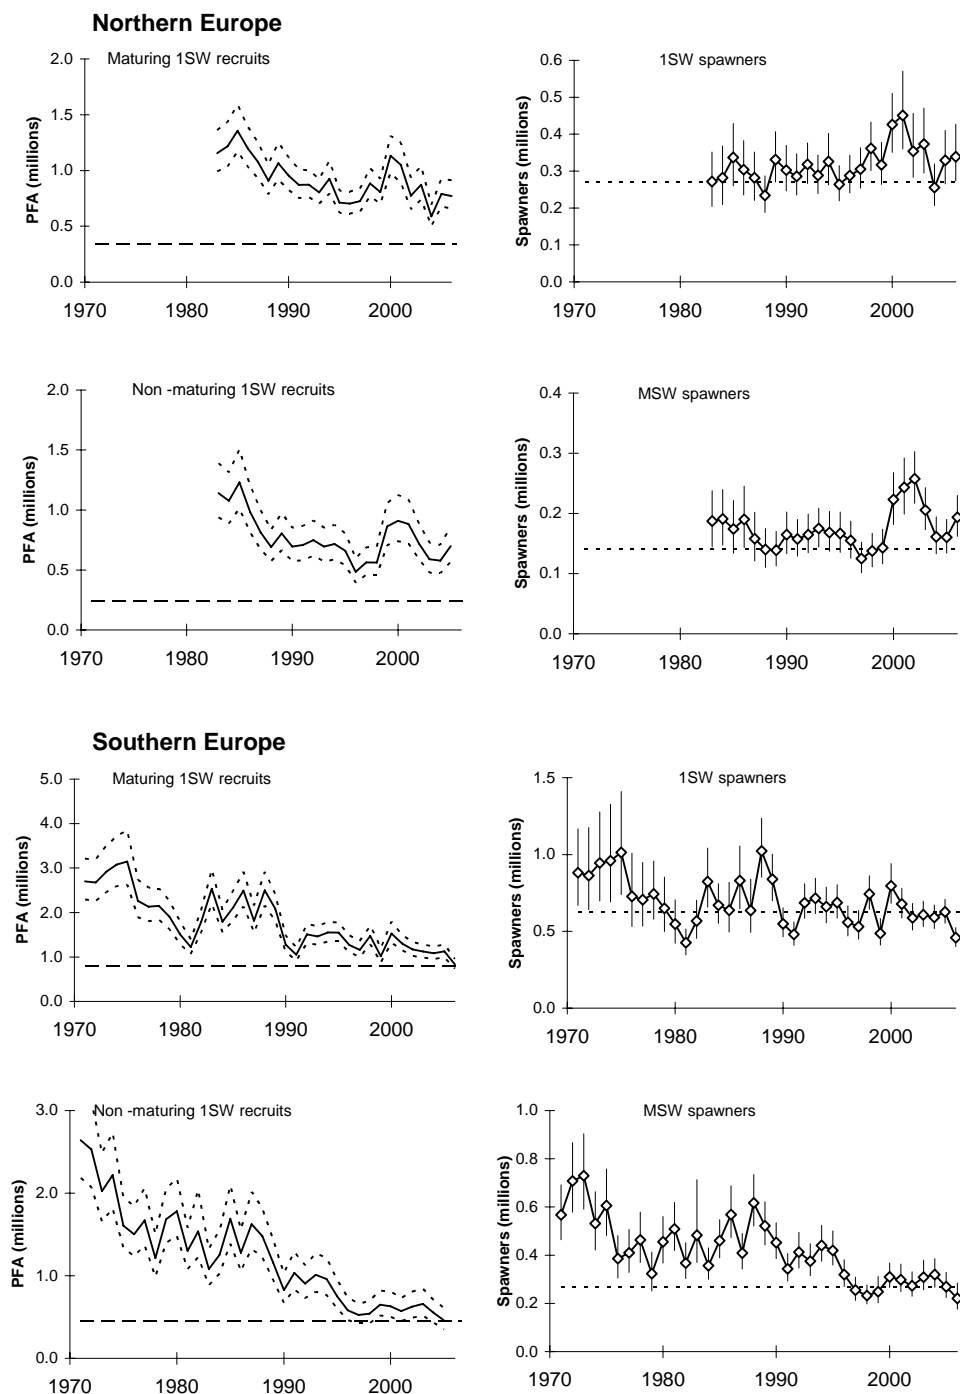 Northern Europe
Maturing 1SW recruits
PFA (millions)
2.0
1.5
1.0
0.5
0.0
1970 1980 1990 2000
1SW spawners
Spawners (millions)
0.6
0.5
0.4
0.3
0.2
0.1
0.0
1970 1980 1990 2000
Non -maturing 1SW recruits
PFA (millions)
2.0
1.5
1.0
0.5
0.0
1970 1980 1990 2000
MSW spawners
Spawners (millions)
0.4
0.3
0.2
0.1
0.0
1970 1980 1990 2000
Southern Europe
Maturing 1SW recruits
PFA (millions)
5.0
4.0
3.0
2.0
1.0
0.0
1970 1980 1990 2000
1SW spawners
Spawners (millions)
1.5
1.0
0.5
0.0
1970 1980 1990 2000
Non -maturing 1SW recruits
PFA (millions)
3.0
2.0
1.0
0.0
1970 1980 1990 2000
MSW spawners
Spawners (millions)
1.0
0.8
0.6
0.4
0.2
0.0
1970 1980 1990 2000